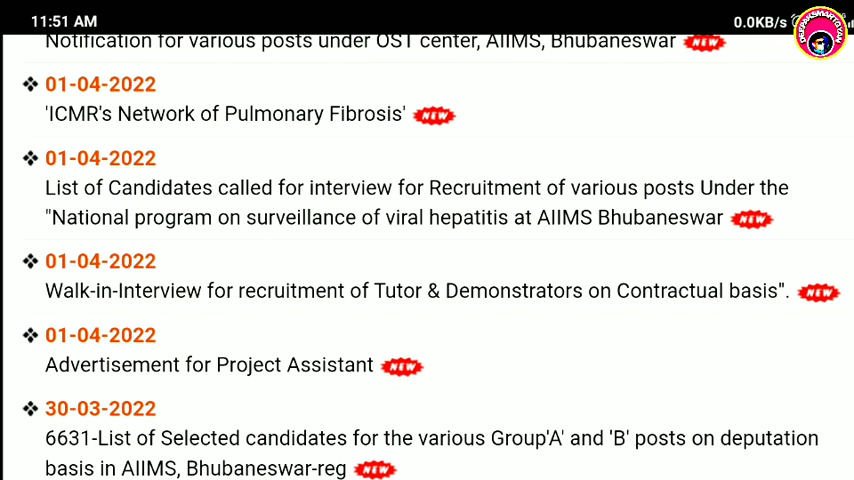 11:51 AM
0.0KB/s
Notification for various posts under OST center, AIIMS, Bhubaneswar NEW
01-04-2022
'ICMR's Network of Pulmonary Fibrosis' NEW
01-04-2022
List of Candidates called for interview for Recruitment of various posts Under the
"National program on surveillance of viral hepatitis at AIIMS Bhubaneswar NEW
01-04-2022
Walk-in-Interview for recruitment of Tutor & Demonstrators on Contractual basis". NEW
01-04-2022
Advertisement for Project Assistant NEW
30-03-2022
6631-List of Selected candidates for the various Group'A' and 'B' posts on deputation
basis in AIIMS, Bhubaneswar-reg NEW